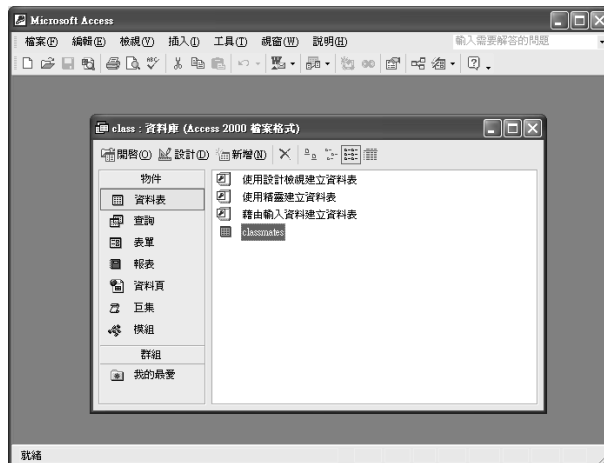 Microsoft Access
檔案(F) 編輯(E) 檢視(V) 插入(I) 工具(T) 視窗(W) 說明(H) 輸入需要解答的問題
class : 資料庫 (Access 2000 檔案格式)
開啓(O) 設計(D) 新增(N)
物件
資料表
查詢
表單
報表
資料頁
巨集
模組
群組
我的最愛
使用設計檢視建立資料表
使用精靈建立資料表
藉由輸入資料建立資料表
classmates
就緒